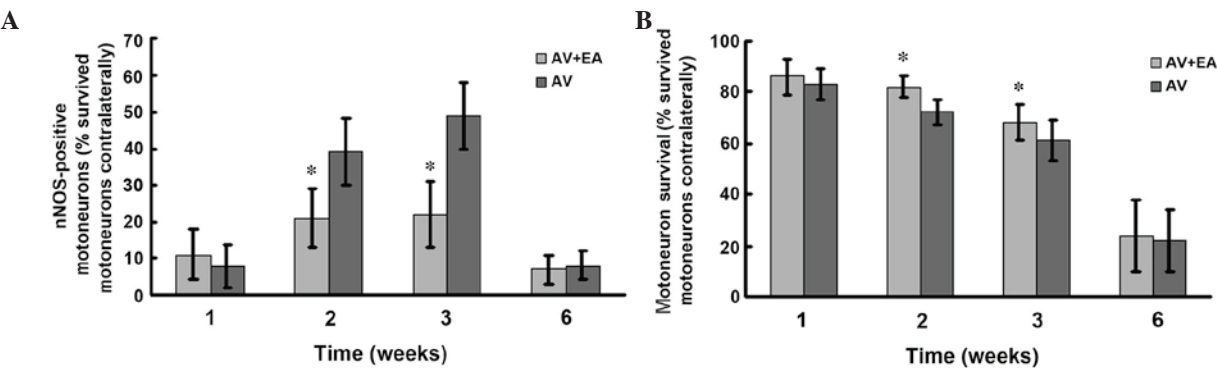 A
nNOS-positive
motoneurons (% survived
motoneurons contralaterally)
70
60
50
40
30
20
10
0
*
*
AV+EA
AV
1 2 3 6
Time (weeks)
B
Motoneuron survival (% survived
motoneurons contralaterally)
100
80
60
40
20
0
*
*
AV+EA
AV
1 2 3 6
Time (weeks)